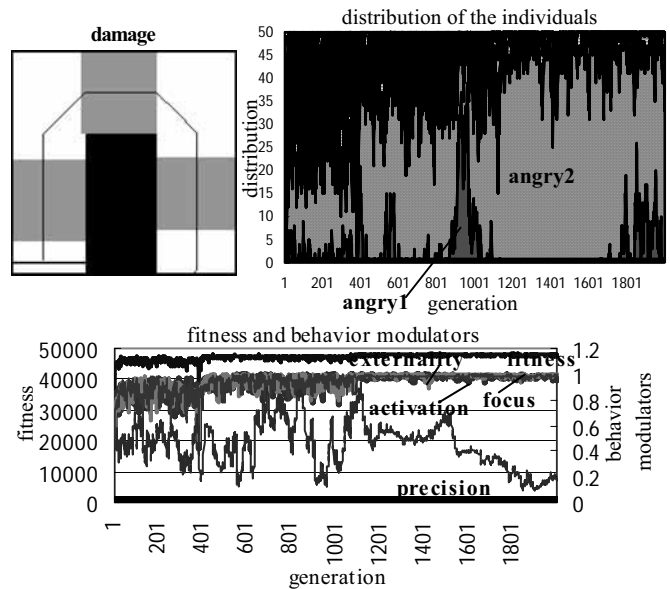 damage
distribution of the individuals
distribution
50
45
40
35
30
25
20
15
10
5
0
angry2
1 201 401 601 801 1001 1201 1401 1601 1801
angry1 generation
fitness and behavior modulators
fitness
50000
40000
30000
20000
10000
0
externality fitness
activation focus
precision
1.2
1
0.8
0.6
0.4
0.2
0
behavior
modulators
1 201 401 601 801 1001 1201 1401 1601 1801
generation